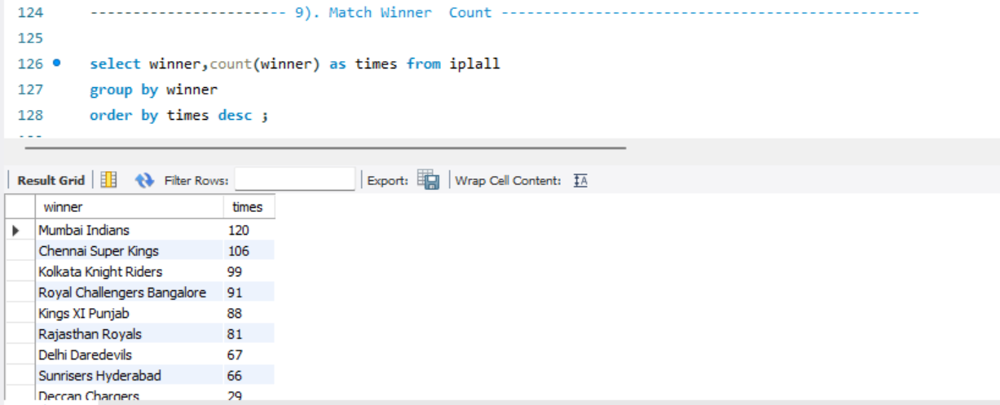 124 ----------------------- 9). Match Winner  Count -------------------------------------------------
125
126 select winner,count(winner) as times from iplall
127 group by winner
128 order by times desc ;
Result Grid Filter Rows: Export: Wrap Cell Content: IA
winner times
Mumbai Indians 120
Chennai Super Kings 106
Kolkata Knight Riders 99
Royal Challengers Bangalore 91
Kings XI Punjab 88
Rajasthan Royals 81
Delhi Daredevils 67
Sunrisers Hyderabad 66
Deccan Chargers 29